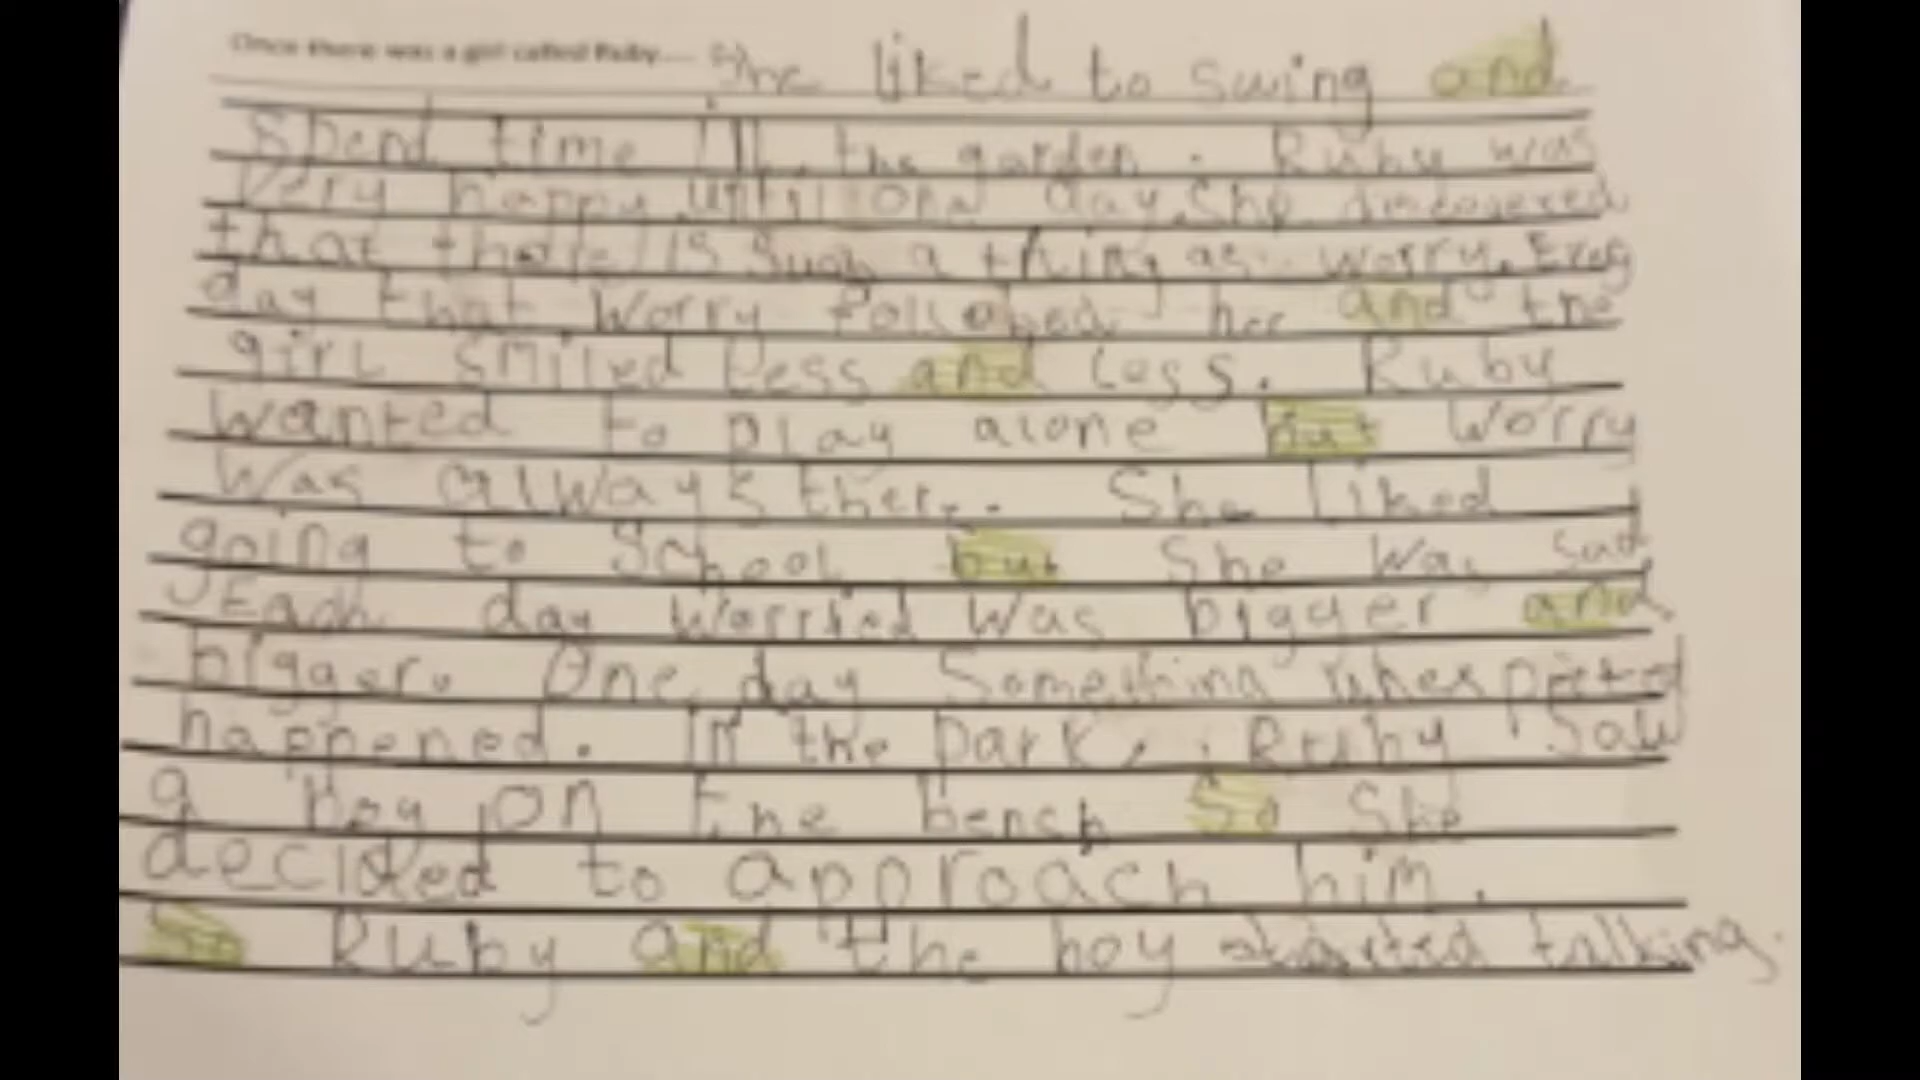 Once there was a girl called Ruby.... She liked to swing and
Spend time in the garden. Ruby was
Very happy until one day. She discovered
that there is such a thing as worry. Every
day that worry followed her and the
girl smiled less and less. Ruby
wanted to play alone but Worry
was always there. She liked
going to School but She was sad
Each day worried was bigger and
bigger. One day Something
happened. In the park, Ruby Saw
a boy on the bench So She
decided to approach him.
So Ruby and the boy started talking.